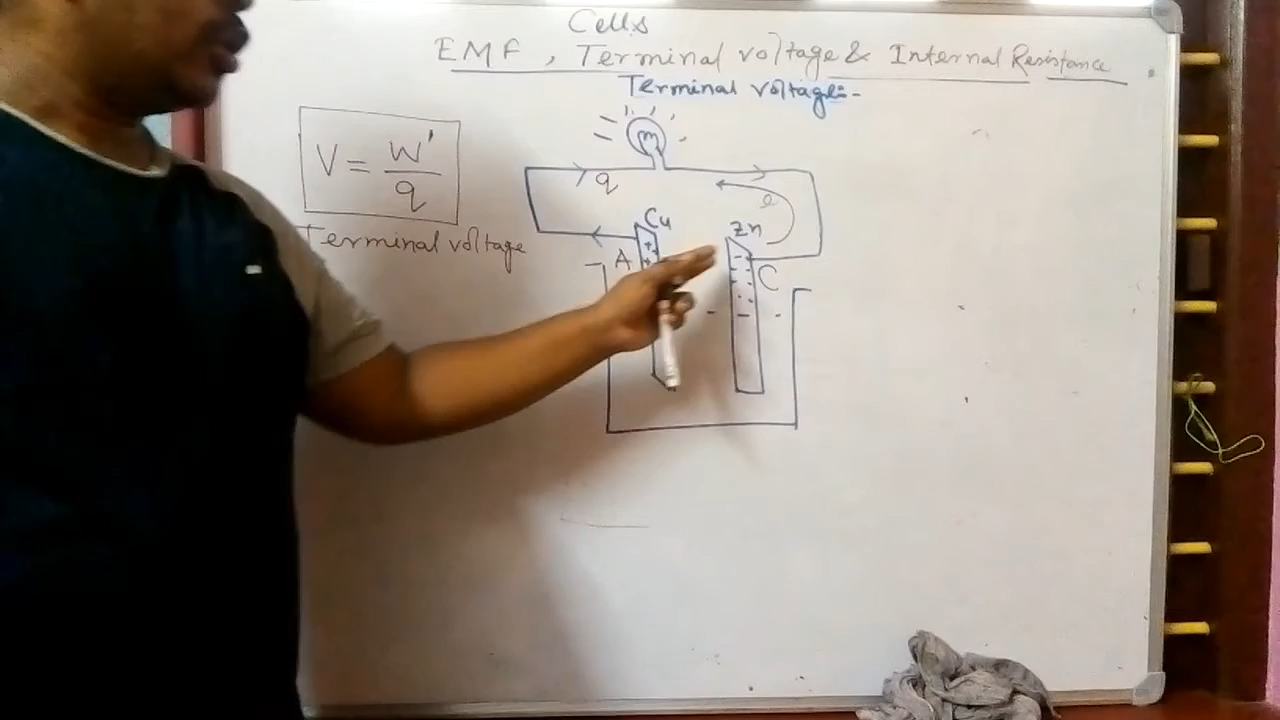 Cells
EMF, Terminal voltage & Internal Resistance
Terminal voltage:-
V = W'/q
Terminal voltage
q
e
Cu
Zn
A
C